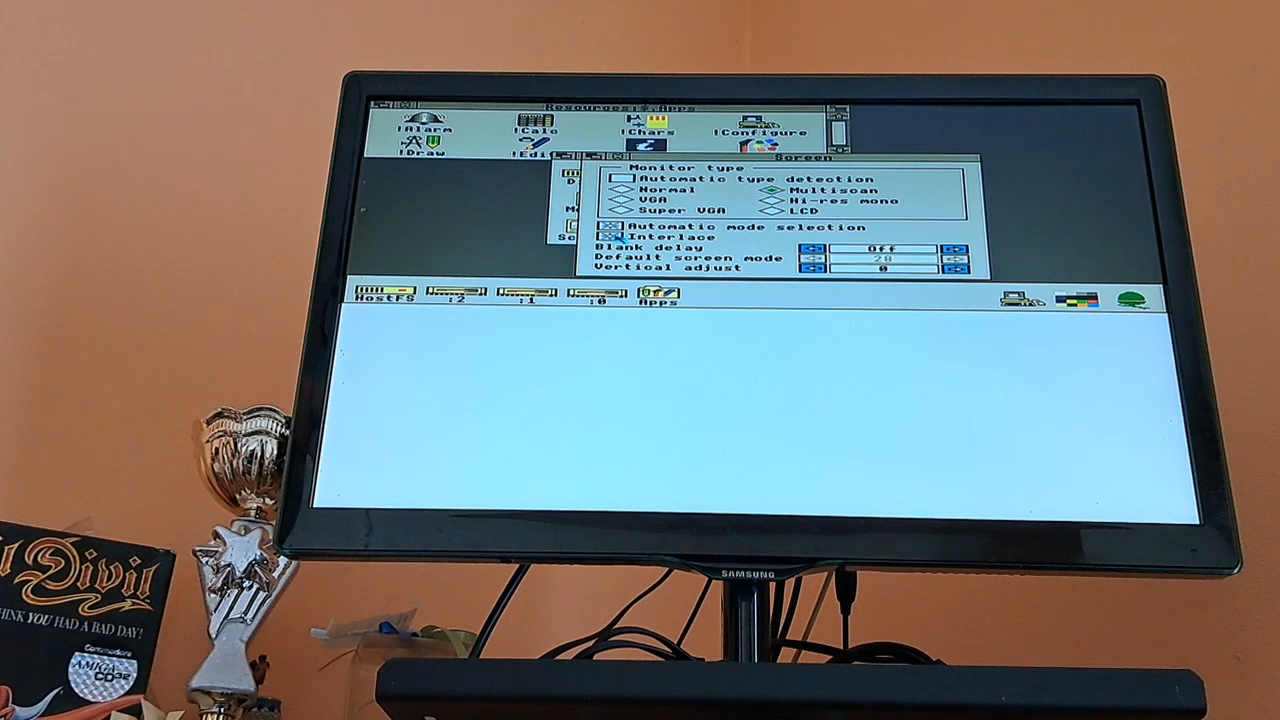 Resources:$.Apps
!Alarm !Calc !Chars !Configure
!Draw !Edi
Screen
Monitor type
Automatic type detection
Normal Multiscan
VGA Hi-res mono
Super VGA LCD
Automatic mode selection
Interlace
Blank delay Off
Default screen mode 28
Vertical adjust 0
HostFS :2 :1 :0 Apps
SAMSUNG
Divil
THINK YOU HAD A BAD DAY!
Commodore
AMIGA
CD32